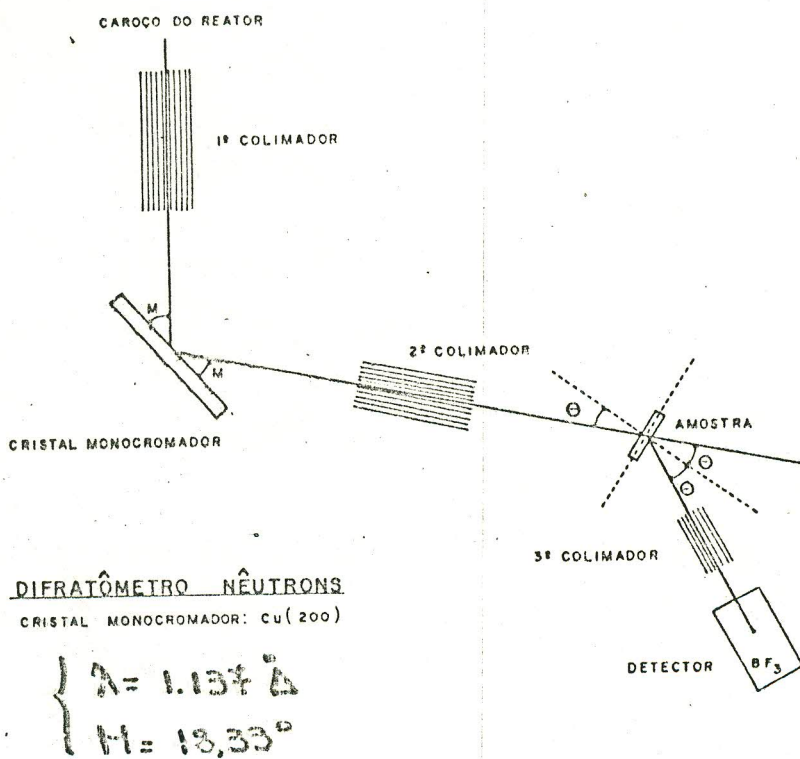 CAROÇO DO REATOR
1º COLIMADOR
M
M
2º COLIMADOR
CRISTAL MONOCROMADOR
Θ
AMOSTRA
Θ
Θ
3º COLIMADOR
DIFRATÔMETRO NÊUTRONS
CRISTAL MONOCROMADOR: Cu(200)
DETECTOR
BF3
λ= 1.137 Å
M= 18,33°